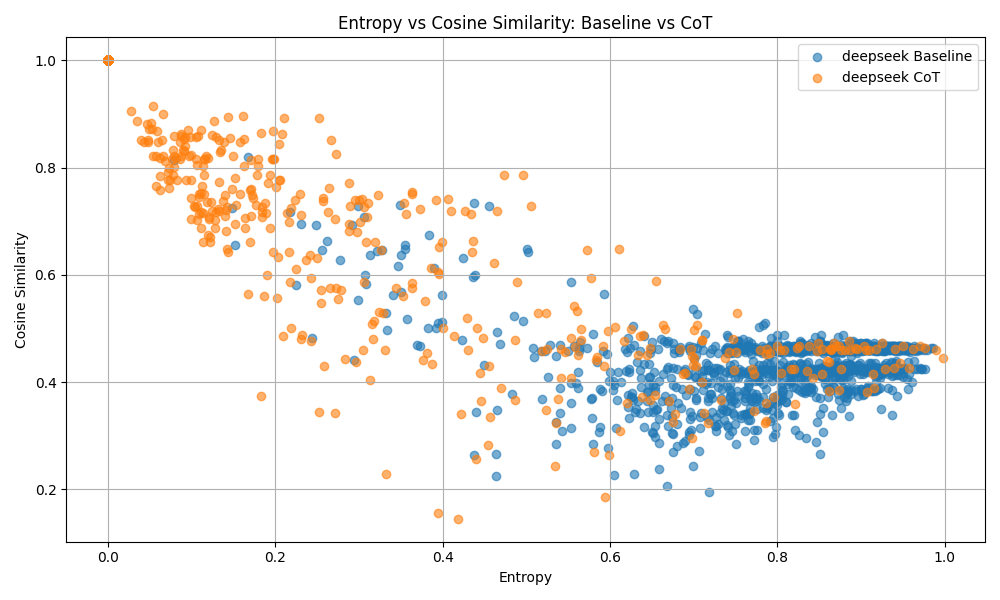 Entropy vs Cosine Similarity: Baseline vs CoT
deepseek Baseline
deepseek CoT
Cosine Similarity
1.0
0.8
0.6
0.4
0.2
0.0 0.2 0.4 0.6 0.8 1.0
Entropy